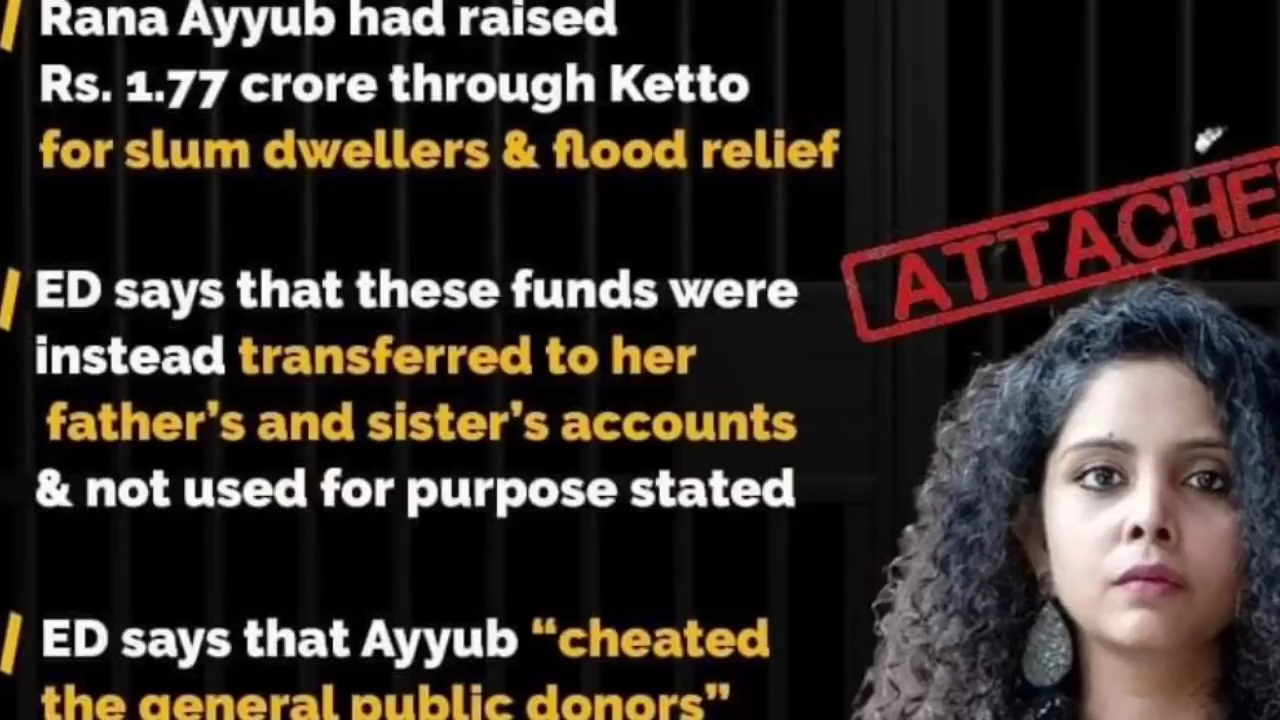 Rana Ayyub had raised
Rs. 1.77 crore through Ketto
for slum dwellers & flood relief
ATTACHE
ED says that these funds were
instead transferred to her
father's and sister's accounts
& not used for purpose stated
ED says that Ayyub “cheated
the general public donors”